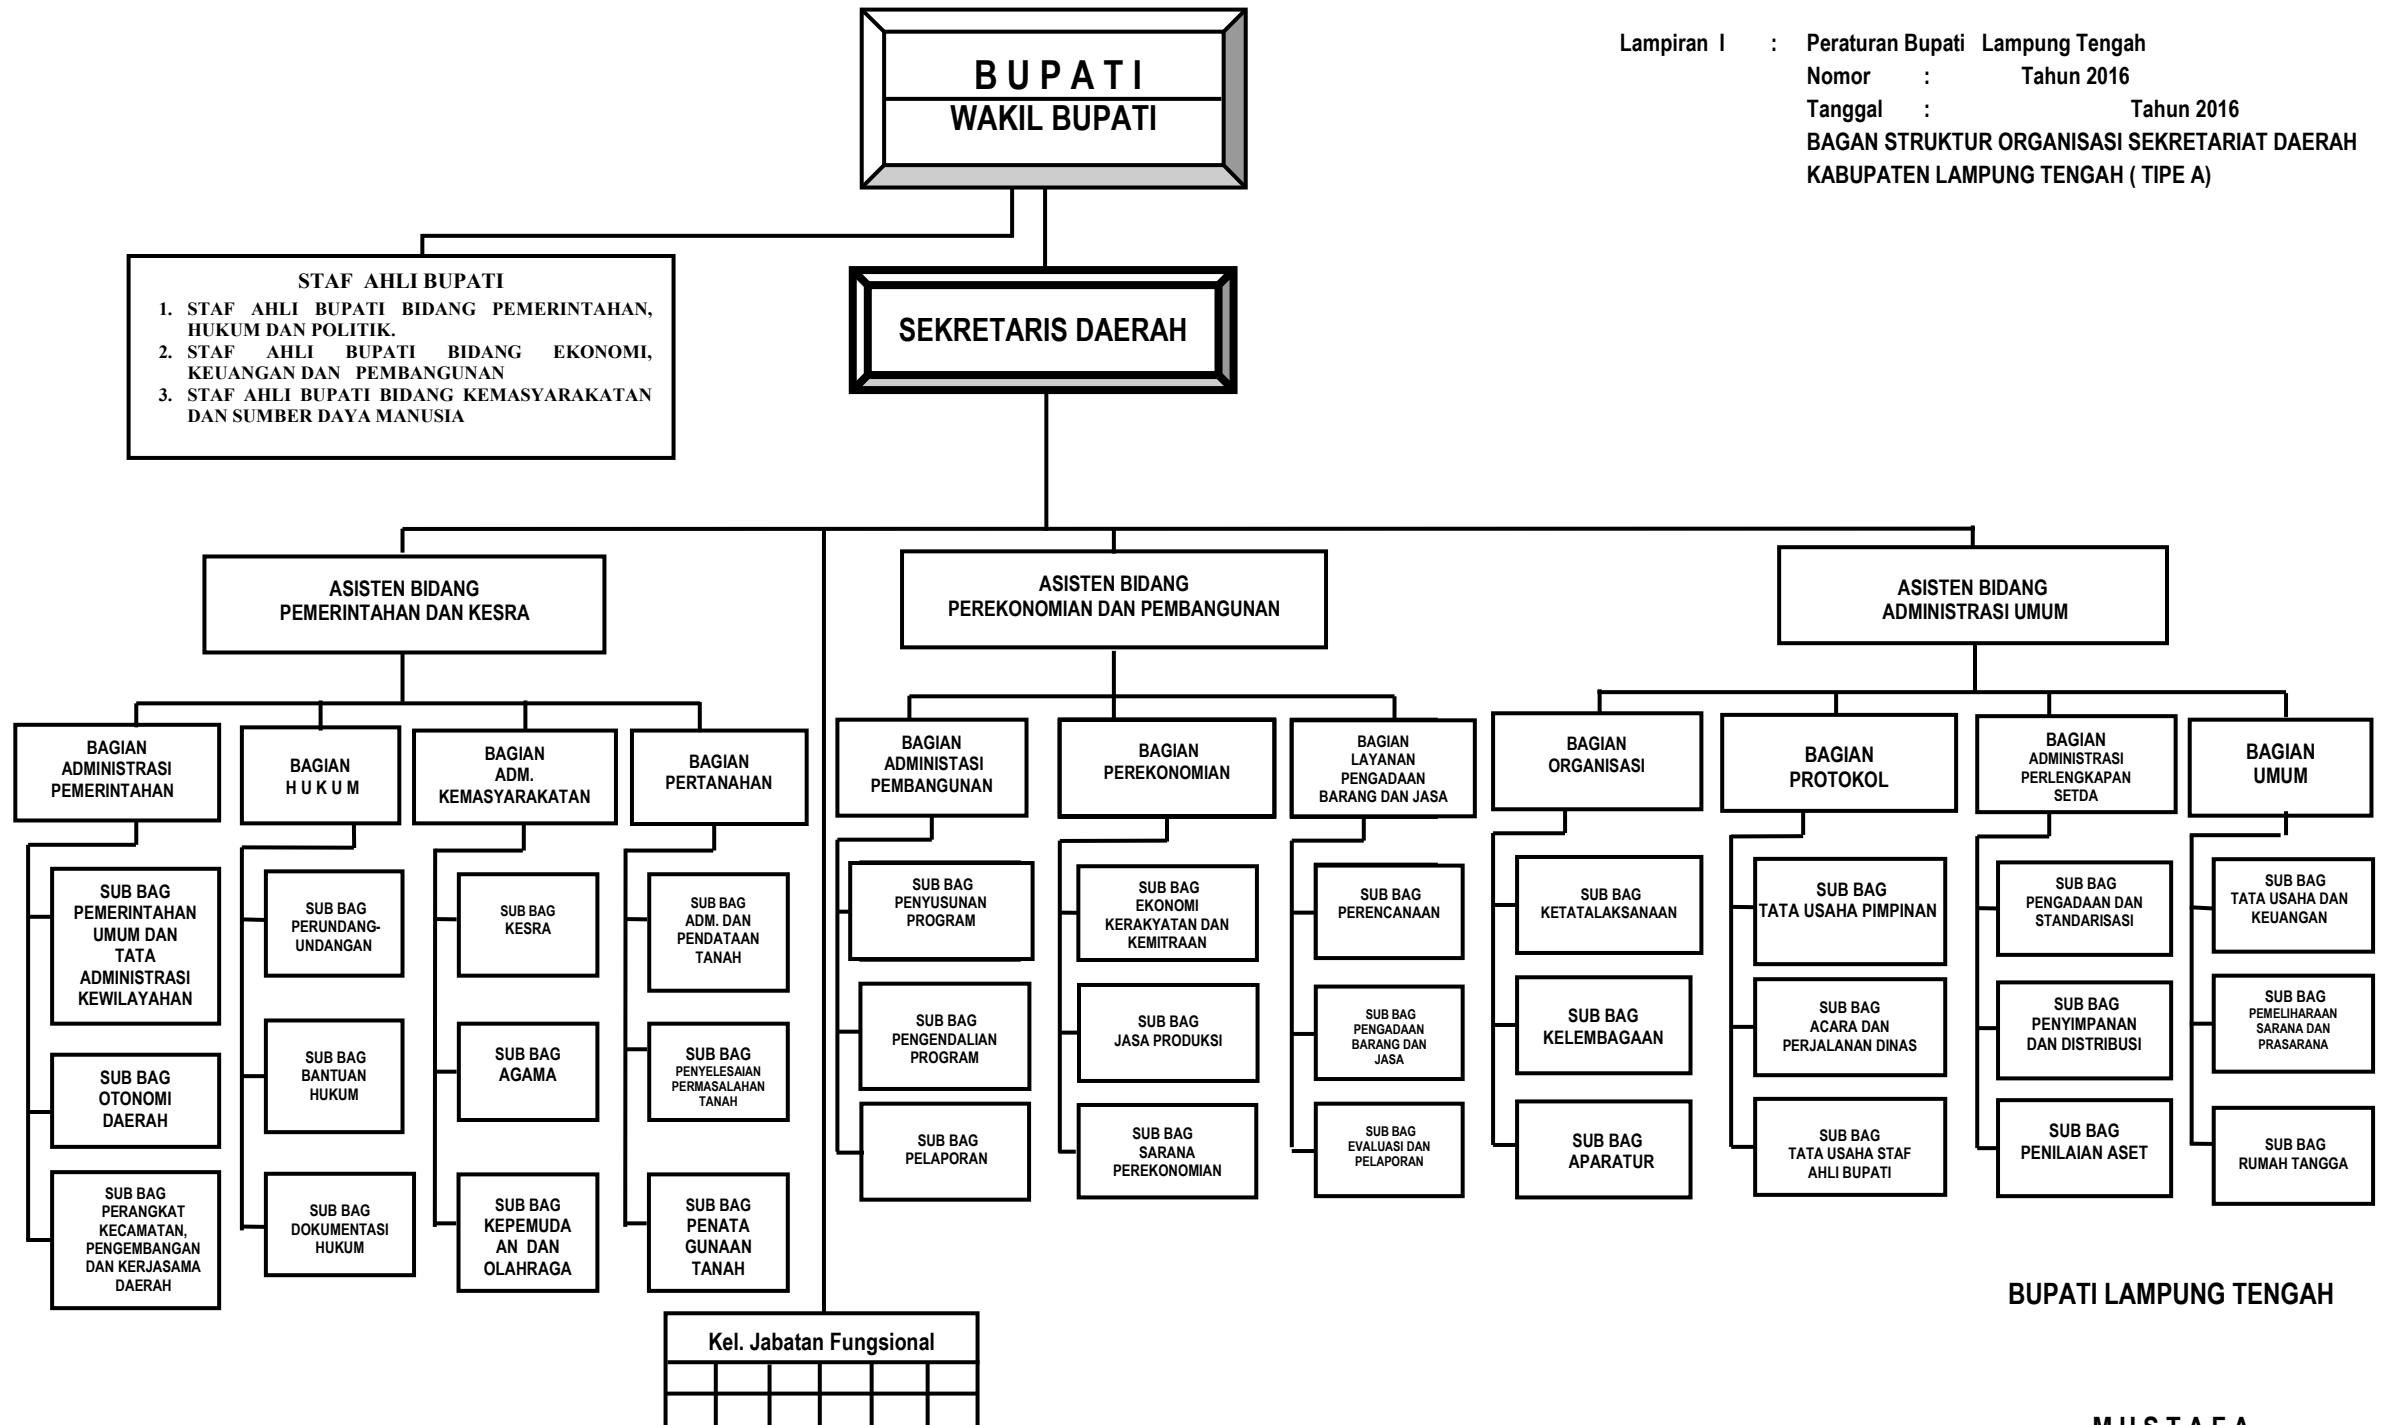 B U P A T I
WAKIL BUPATI
Lampiran I : Peraturan Bupati Lampung Tengah
Nomor : Tahun 2016
Tanggal : Tahun 2016
BAGAN STRUKTUR ORGANISASI SEKRETARIAT DAERAH
KABUPATEN LAMPUNG TENGAH ( TIPE A)
STAF AHLI BUPATI
1. STAF AHLI BUPATI BIDANG PEMERINTAHAN,
HUKUM DAN POLITIK.
2. STAF AHLI BUPATI BIDANG EKONOMI,
KEUANGAN DAN PEMBANGUNAN
3. STAF AHLI BUPATI BIDANG KEMASYARAKATAN
DAN SUMBER DAYA MANUSIA
SEKRETARIS DAERAH
ASISTEN BIDANG
PEMERINTAHAN DAN KESRA
ASISTEN BIDANG
PEREKONOMIAN DAN PEMBANGUNAN
ASISTEN BIDANG
ADMINISTRASI UMUM
BAGIAN
ADMINISTRASI
PEMERINTAHAN
BAGIAN
H U K U M
BAGIAN
ADM.
KEMASYARAKATAN
BAGIAN
PERTANAHAN
BAGIAN
ADMINISTASI
PEMBANGUNAN
BAGIAN
PEREKONOMIAN
BAGIAN
LAYANAN
PENGADAAN
BARANG DAN JASA
BAGIAN
ORGANISASI
BAGIAN
PROTOKOL
BAGIAN
ADMINISTRASI
PERLENGKAPAN
SETDA
BAGIAN
UMUM
SUB BAG
PEMERINTAHAN
UMUM DAN
TATA
ADMINISTRASI
KEWILAYAHAN
SUB BAG
PERUNDANG-
UNDANGAN
SUB BAG
KESRA
SUB BAG
ADM. DAN
PENDATAAN
TANAH
SUB BAG
PENYUSUNAN
PROGRAM
SUB BAG
EKONOMI
KERAKYATAN DAN
KEMITRAAN
SUB BAG
PERENCANAAN
SUB BAG
KETATALAKSANAAN
SUB BAG
TATA USAHA PIMPINAN
SUB BAG
PENGADAAN DAN
STANDARISASI
SUB BAG
TATA USAHA DAN
KEUANGAN
SUB BAG
OTONOMI
DAERAH
SUB BAG
BANTUAN
HUKUM
SUB BAG
AGAMA
SUB BAG
PENYELESAIAN
PERMASALAHAN
TANAH
SUB BAG
PENGENDALIAN
PROGRAM
SUB BAG
JASA PRODUKSI
SUB BAG
PENGADAAN
BARANG DAN
JASA
SUB BAG
KELEMBAGAAN
SUB BAG
ACARA DAN
PERJALANAN DINAS
SUB BAG
PENYIMPANAN
DAN DISTRIBUSI
SUB BAG
PEMELIHARAAN
SARANA DAN
PRASARANA
SUB BAG
PERANGKAT
KECAMATAN,
PENGEMBANGAN
DAN KERJASAMA
DAERAH
SUB BAG
DOKUMENTASI
HUKUM
SUB BAG
KEPEMUDA
AN DAN
OLAHRAGA
SUB BAG
PENATA
GUNAAN
TANAH
SUB BAG
PELAPORAN
SUB BAG
SARANA
PEREKONOMIAN
SUB BAG
EVALUASI DAN
PELAPORAN
SUB BAG
APARATUR
SUB BAG
TATA USAHA STAF
AHLI BUPATI
SUB BAG
PENILAIAN ASET
SUB BAG
RUMAH TANGGA
Kel. Jabatan Fungsional
BUPATI LAMPUNG TENGAH
M U S T A F A